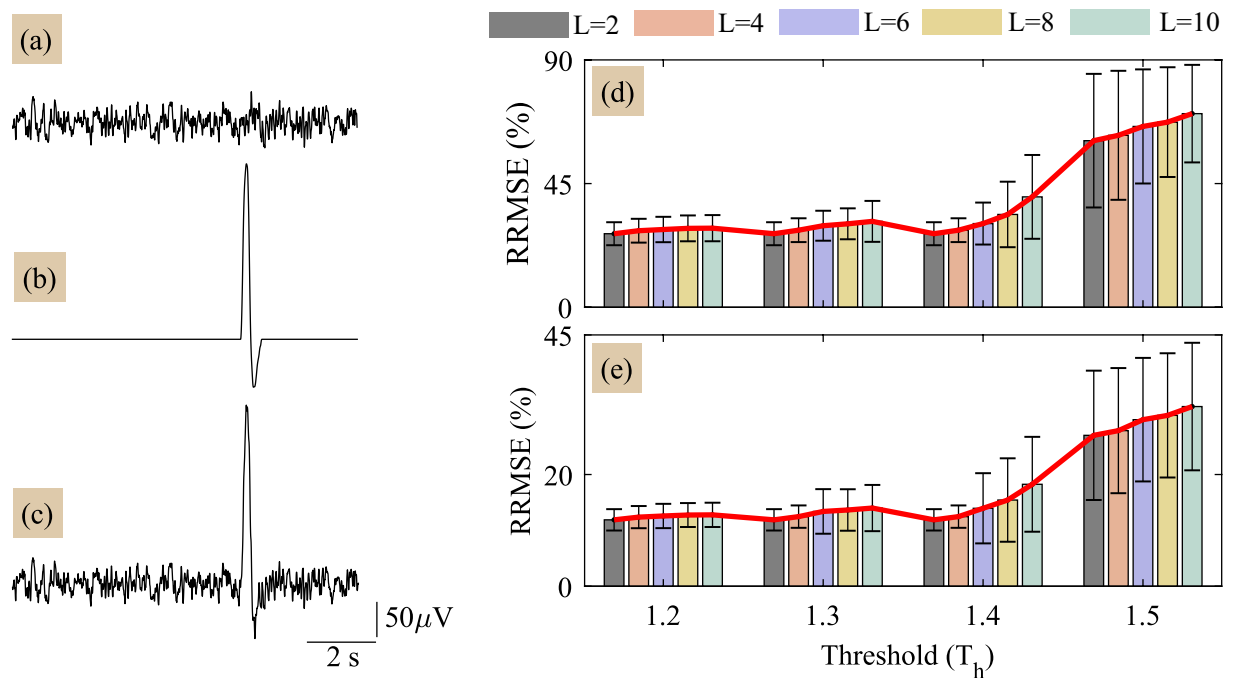 (a)
(b)
(c)
50μV
2 s
L=2 L=4 L=6 L=8 L=10
(d)
RRMSE (%)
90
45
0
(e)
RRMSE (%)
45
20
0
1.2 1.3 1.4 1.5
Threshold (T_h)